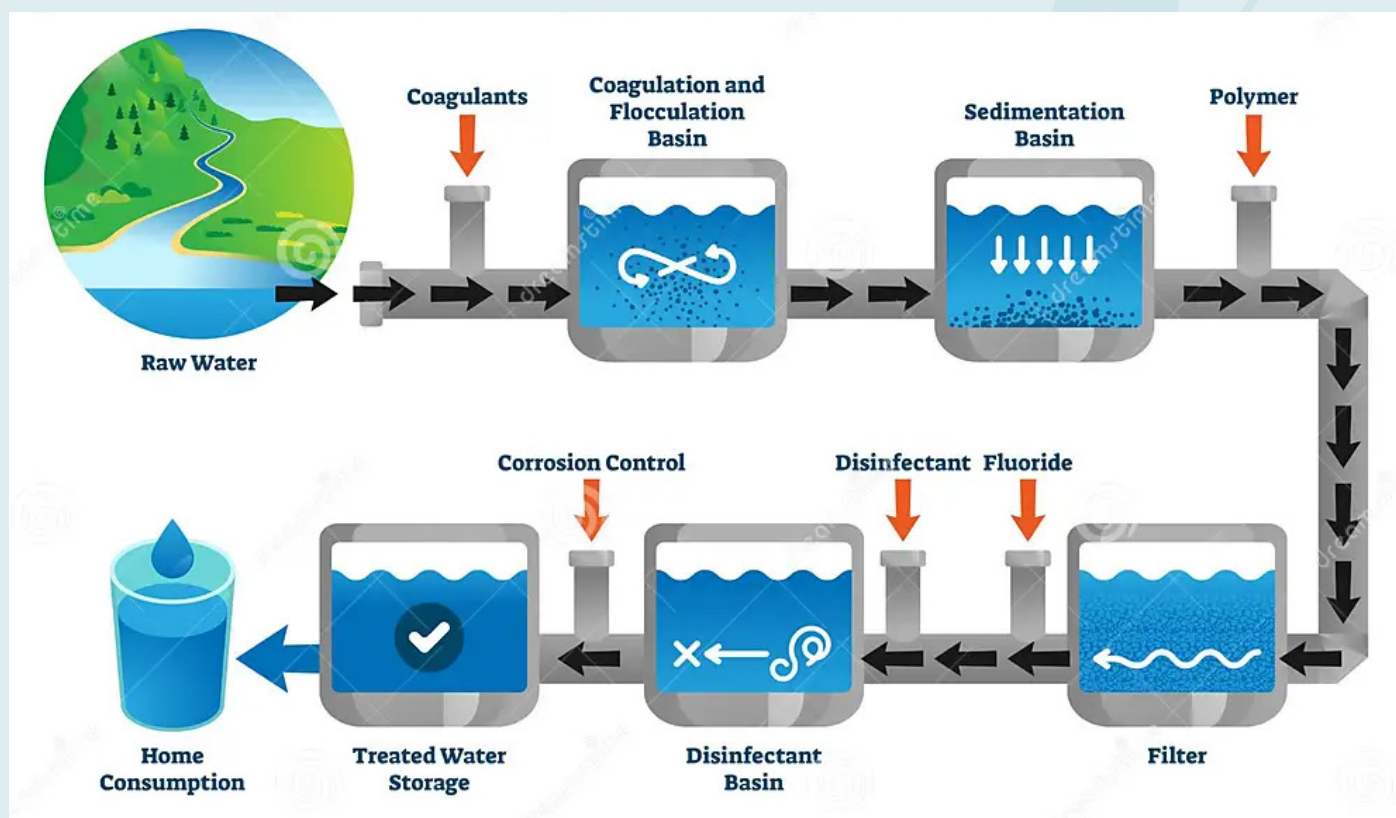 Coagulants
Coagulation and
Flocculation
Basin
Sedimentation
Basin
Polymer
Raw Water
Corrosion Control
Disinfectant
Fluoride
Home
Consumption
Treated Water
Storage
Disinfectant
Basin
Filter
dreamstime